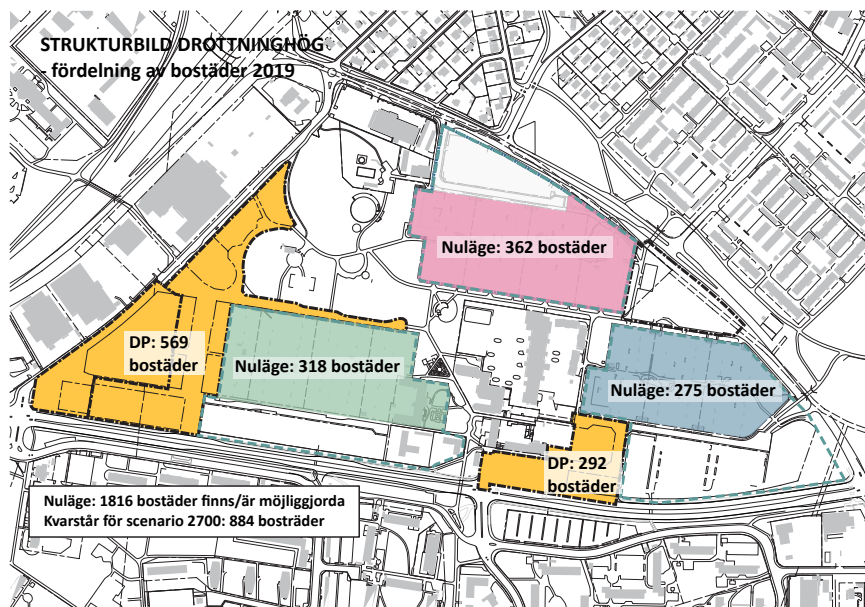 STRUKTURBILD DROTTNINGHÖG
- fördelning av bostäder 2019
Nuläge: 362 bostäder
DP: 569
bostäder
Nuläge: 318 bostäder
Nuläge: 275 bostäder
DP: 292
bostäder
Nuläge: 1816 bostäder finns/är möjliggjorda
Kvarstår för scenario 2700: 884 bosträder